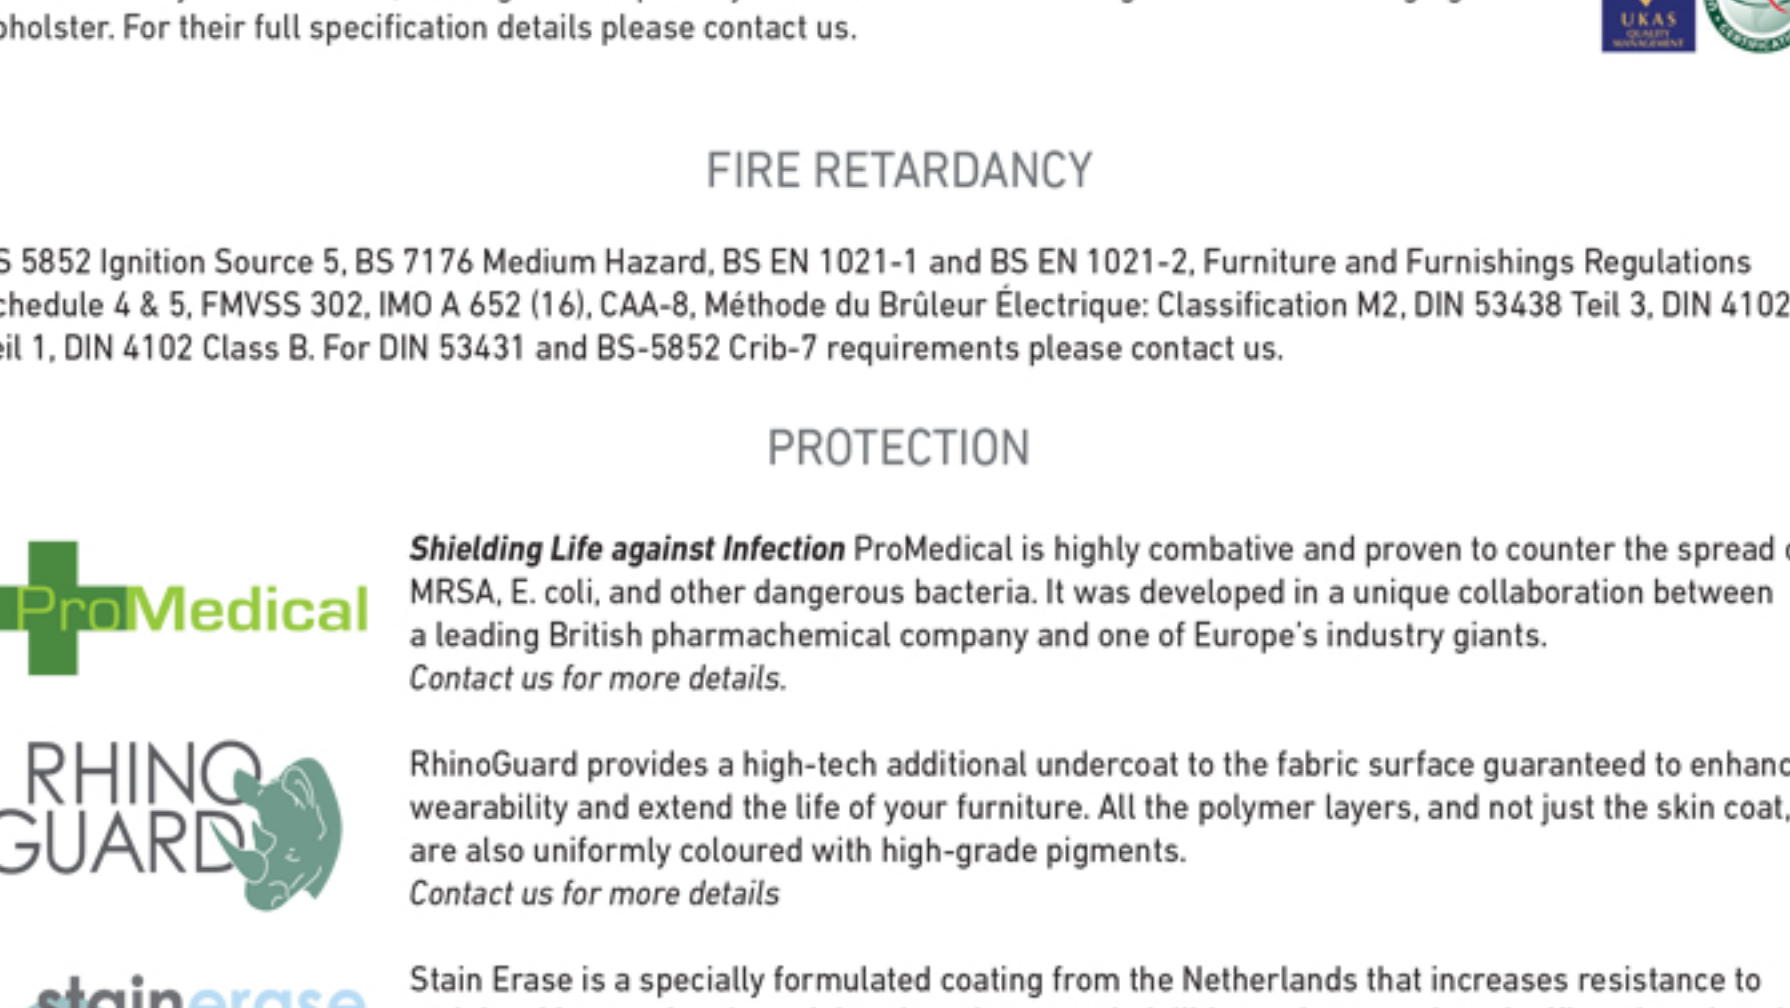 pholster. For their full specification details please contact us.
UKAS
QUALITY
MANAGEMENT
FIRE RETARDANCY
S 5852 Ignition Source 5, BS 7176 Medium Hazard, BS EN 1021-1 and BS EN 1021-2, Furniture and Furnishings Regulations
chedule 4 & 5, FMVSS 302, IMO A 652 (16), CAA-8, Méthode du Brûleur Électrique: Classification M2, DIN 53438 Teil 3, DIN 4102
eil 1, DIN 4102 Class B. For DIN 53431 and BS-5852 Crib-7 requirements please contact us.
PROTECTION
ProMedical
Shielding Life against Infection ProMedical is highly combative and proven to counter the spread o
MRSA, E. coli, and other dangerous bacteria. It was developed in a unique collaboration between
a leading British pharmachemical company and one of Europe's industry giants.
Contact us for more details.
RHINO
GUARD
RhinoGuard provides a high-tech additional undercoat to the fabric surface guaranteed to enhanc
wearability and extend the life of your furniture. All the polymer layers, and not just the skin coat,
are also uniformly coloured with high-grade pigments.
Contact us for more details
stainerase
Stain Erase is a specially formulated coating from the Netherlands that increases resistance to